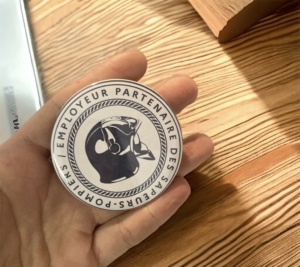 EMPLOYEUR PARTENAIRE DES SAPEURS-POMPIERS /